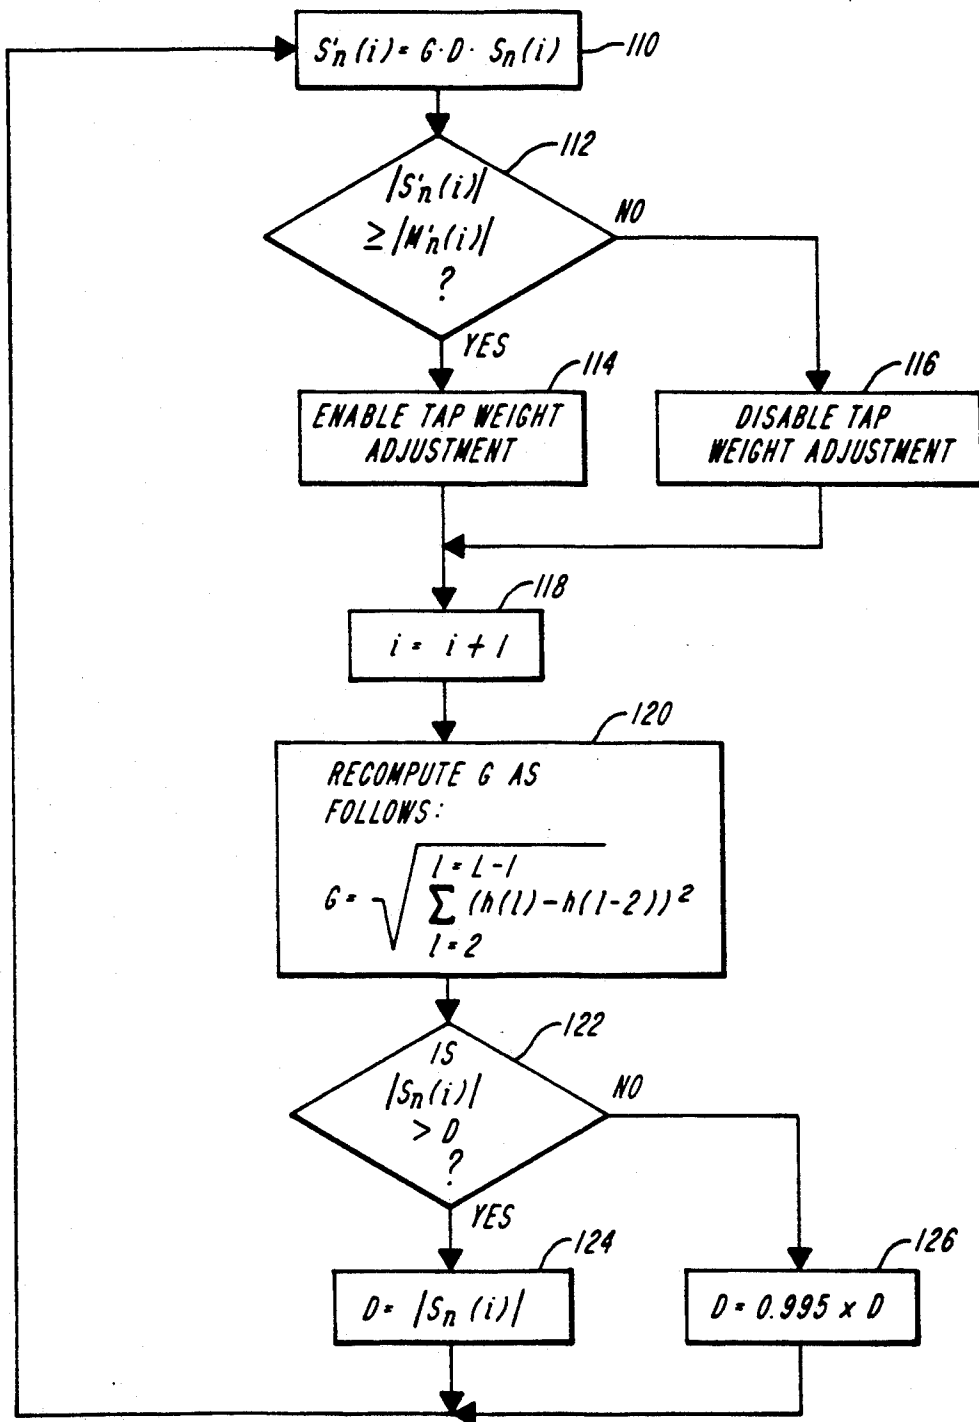 S'n(i) = G·D· Sn(i)
110
112
|S'n(i)|
≥ |M'n(i)|
?
NO
YES
114
116
ENABLE TAP WEIGHT
ADJUSTMENT
DISABLE TAP
WEIGHT ADJUSTMENT
118
i = i + 1
120
RECOMPUTE G AS
FOLLOWS:
l = L-1
G = √ Σ (h(l)-h(l-2))²
l = 2
122
IS
|Sn(i)|
> D
?
NO
YES
124
126
D = |Sn(i)|
D = 0.995 x D